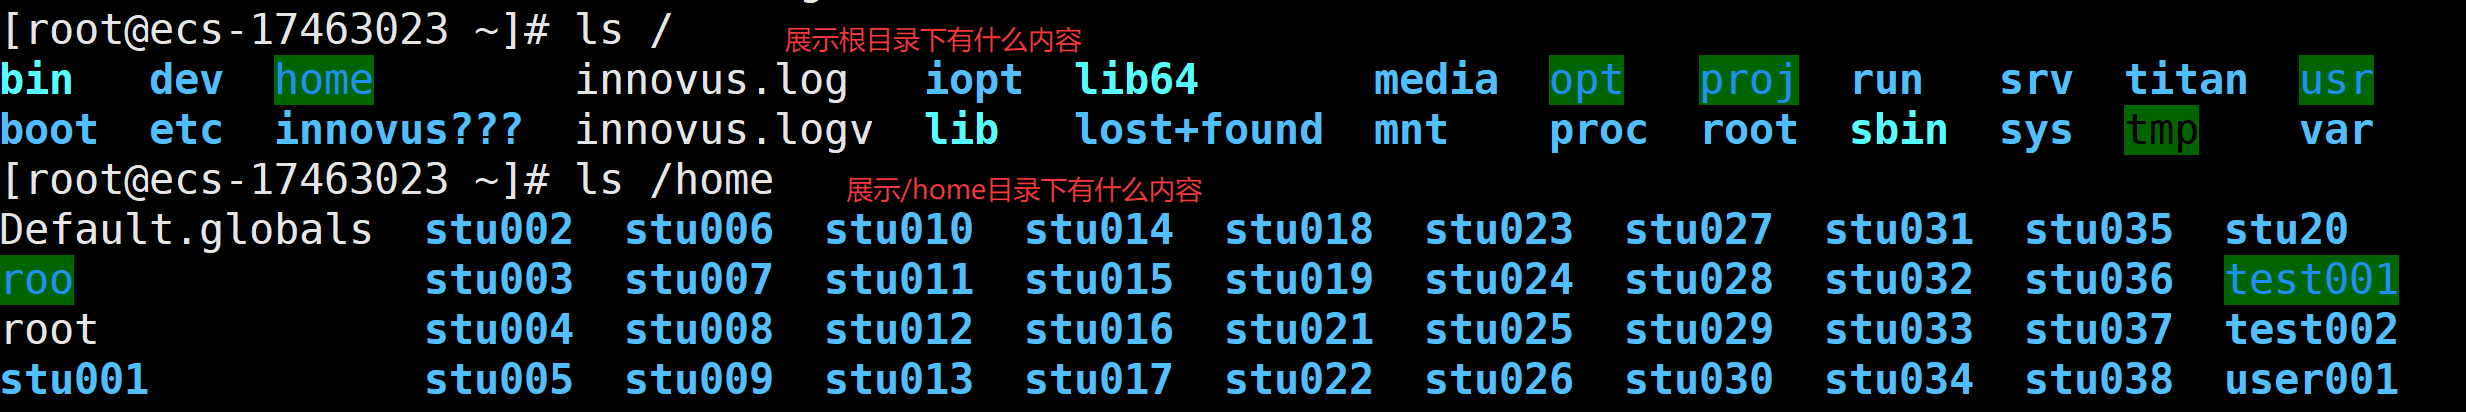 [root@ecs-17463023 ~]# ls / 展示根目录下有什么内容
bin dev home innovus.log iopt lib64 media opt proj run srv titan usr
boot etc innovus??? innovus.logv lib lost+found mnt proc root sbin sys tmp var
[root@ecs-17463023 ~]# ls /home 展示/home目录下有什么内容
Default.globals stu002 stu006 stu010 stu014 stu018 stu023 stu027 stu031 stu035 stu20
roo stu003 stu007 stu011 stu015 stu019 stu024 stu028 stu032 stu036 test001
root stu004 stu008 stu012 stu016 stu021 stu025 stu029 stu033 stu037 test002
stu001 stu005 stu009 stu013 stu017 stu022 stu026 stu030 stu034 stu038 user001